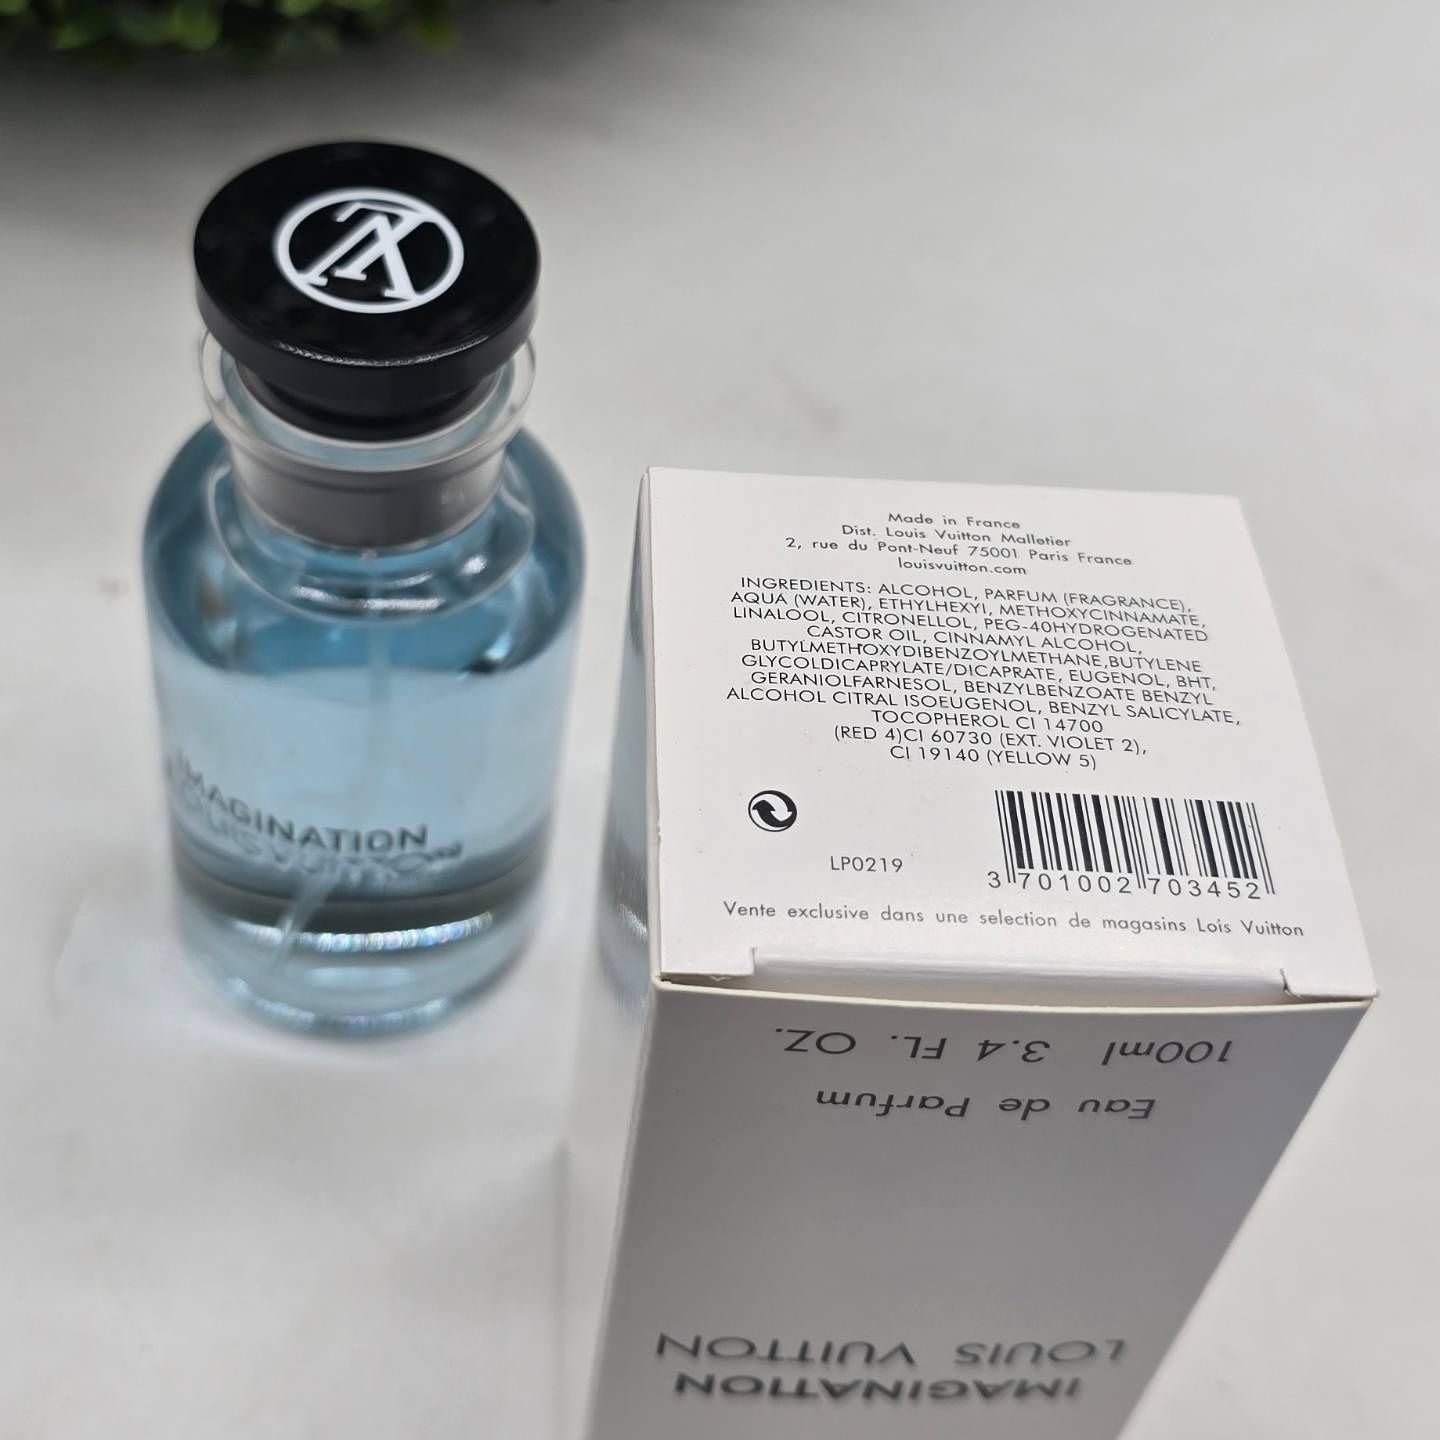 LV
IMAGINATION
LOUIS VUITTON
Made in France
Dist. Louis Vuitton Malletier
2, rue du Pont-Neuf 75001 Paris France
louisvuitton.com
INGREDIENTS: ALCOHOL, PARFUM (FRAGRANCE),
AQUA (WATER), ETHYLHEXYI, METHOXYCINNAMATE,
LINALOOL, CITRONELLOL, PEG-40HYDROGENATED
CASTOR OIL, CINNAMYL ALCOHOL,
BUTYLMETHOXYDIBENZOYLMETHANE,BUTYLENE
GLYCOLDICAPRYLATE/DICAPRATE, EUGENOL, BHT,
GERANIOLFARNESOL, BENZYLBENZOATE BENZYL
ALCOHOL CITRAL ISOEUGENOL, BENZYL SALICYLATE,
TOCOPHEROL CI 14700
(RED 4)CI 60730 (EXT. VIOLET 2),
CI 19140 (YELLOW 5)
LP0219
3 701002 703452
Vente exclusive dans une selection de magasins Lois Vuitton
IMAGINATION
LOUIS VUITTON
Eau de Parfum
100ml 3.4 FL. OZ.